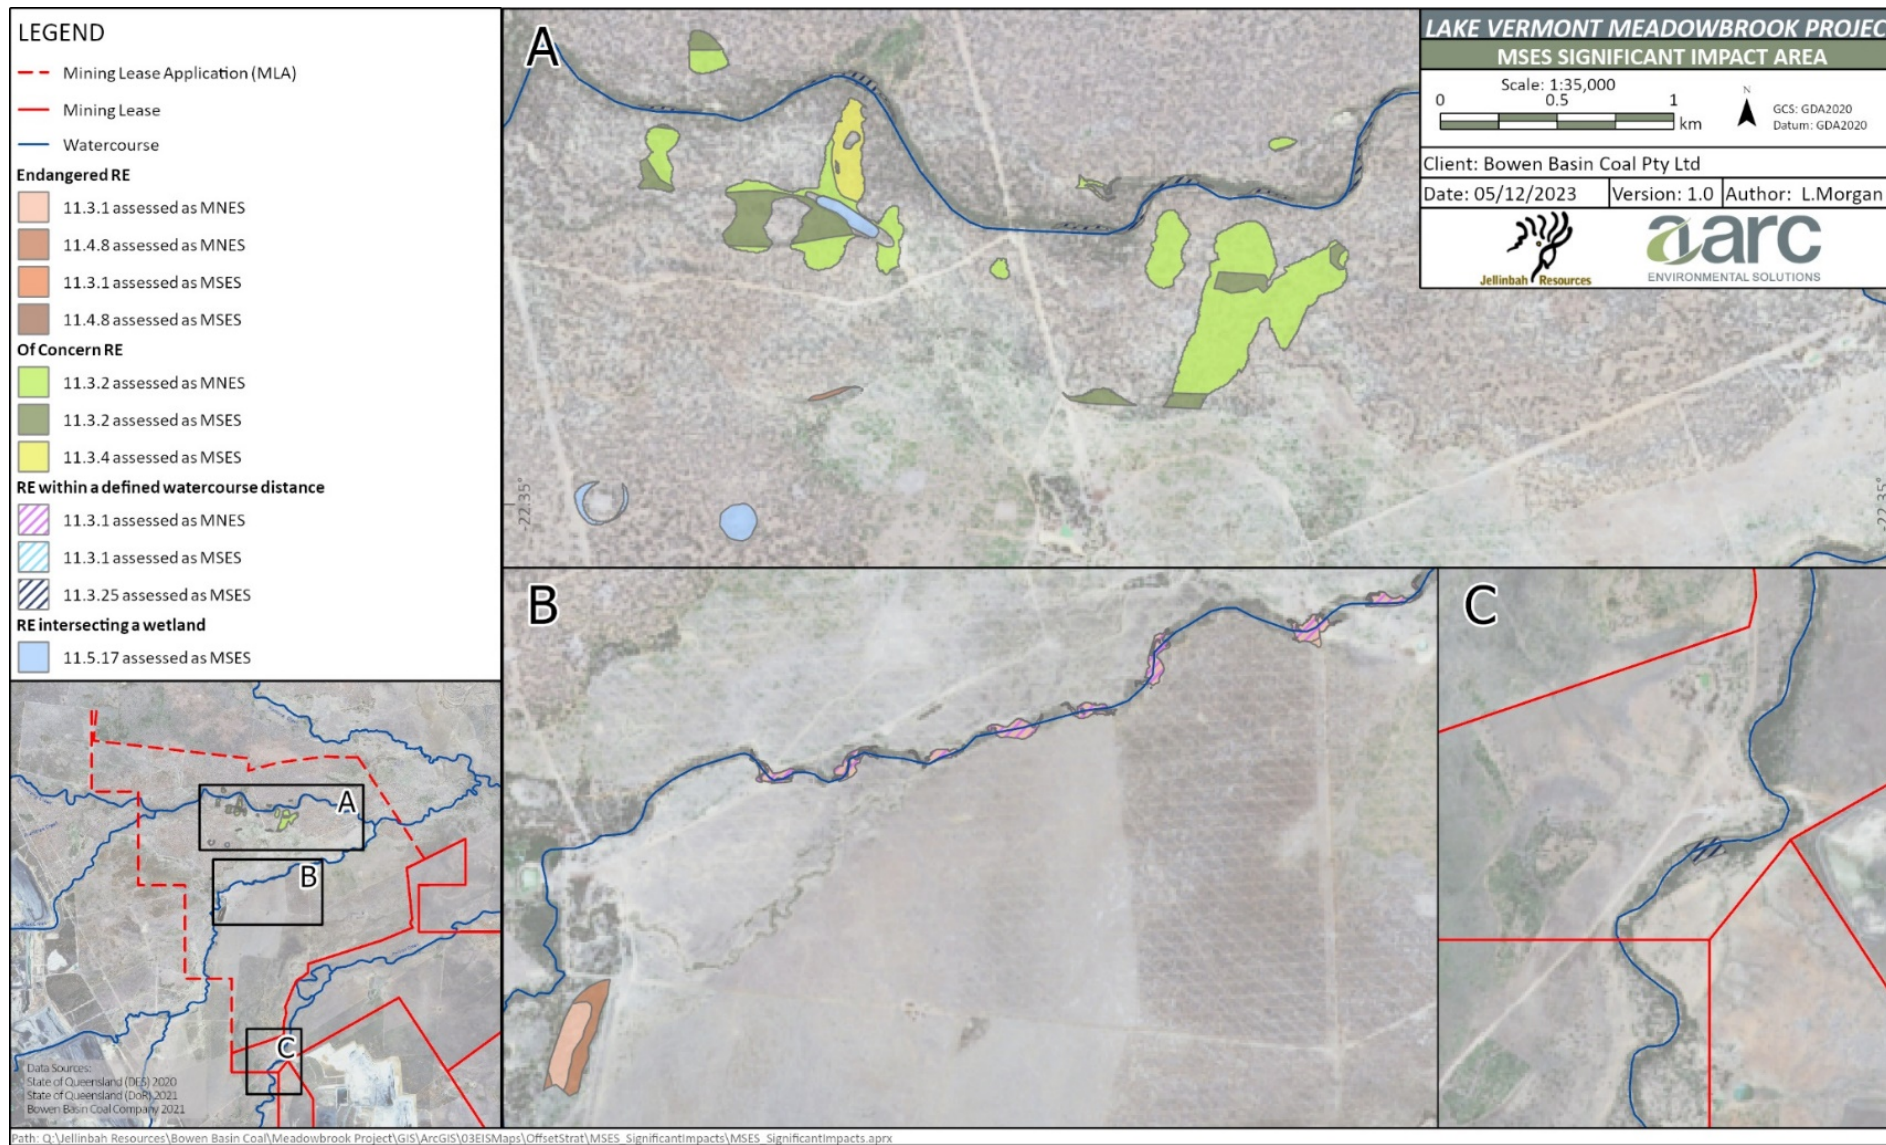 LEGEND
Mining Lease Application (MLA)
Mining Lease
Watercourse
Endangered RE
11.3.1 assessed as MNES
11.4.8 assessed as MNES
11.3.1 assessed as MSES
11.4.8 assessed as MSES
Of Concern RE
11.3.2 assessed as MNES
11.3.2 assessed as MSES
11.3.4 assessed as MSES
RE within a defined watercourse distance
11.3.1 assessed as MNES
11.3.1 assessed as MSES
11.3.25 assessed as MSES
RE intersecting a wetland
11.5.17 assessed as MSES
A
B
C
Data Sources:
State of Queensland (DES) 2020
State of Queensland (DoR) 2021
Bowen Basin Coal Company 2021
A
-22.35°
-22.35°
B
C
LAKE VERMONT MEADOWBROOK PROJEC
MSES SIGNIFICANT IMPACT AREA
Scale: 1:35,000
0 0.5 1
km
N
GCS: GDA2020
Datum: GDA2020
Client: Bowen Basin Coal Pty Ltd
Date: 05/12/2023 Version: 1.0 Author: L.Morgan
Jellinbah Resources
aarc
ENVIRONMENTAL SOLUTIONS
Path: Q:\Jellinbah Resources\Bowen Basin Coal\Meadowbrook Project\GIS\ArcGIS\03EISMaps\OffsetStrat\MSES_SignificantImpacts\MSES_SignificantImpacts.aprx